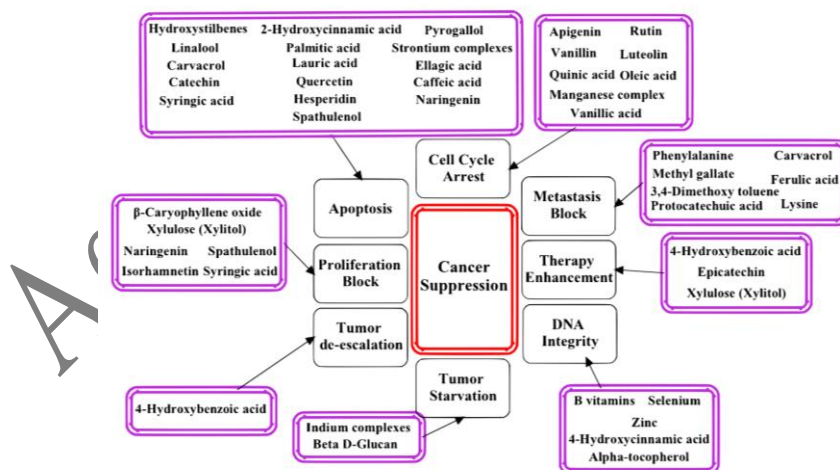 Hydroxystilbenes 2-Hydroxycinnamic acid Pyrogallol
Linalool Palmitic acid Strontium complexes
Carvacrol Lauric acid Ellagic acid
Catechin Quercetin Caffeic acid
Syringic acid Hesperidin Naringenin
Spathulenol
Apigenin Rutin
Vanillin Luteolin
Quinic acid Oleic acid
Manganese complex
Vanillic acid
Cell Cycle
Arrest
Phenylalanine Carvacrol
Methyl gallate Ferulic acid
3,4-Dimethoxy toluene
Protocatechuic acid Lysine
Apoptosis
Metastasis
Block
β-Caryophyllene oxide
Xylulose (Xylitol)
Naringenin Spathulenol
Isorhamnetin Syringic acid
Proliferation
Block
Cancer
Suppression
Therapy
Enhancement
4-Hydroxybenzoic acid
Epicatechin
Xylulose (Xylitol)
Tumor
de-escalation
DNA
Integrity
Tumor
Starvation
4-Hydroxybenzoic acid
Indium complexes
Beta D-Glucan
B vitamins Selenium
Zinc
4-Hydroxycinnamic acid
Alpha-tocopherol